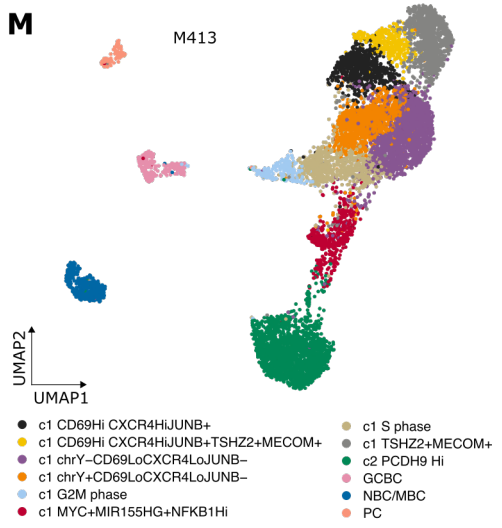 M
M413
UMAP2
UMAP1
c1 CD69Hi CXCR4HiJUNB+
c1 CD69Hi CXCR4HiJUNB+TSHZ2+MECOM+
c1 chrY−CD69LoCXCR4LoJUNB−
c1 chrY+CD69LoCXCR4LoJUNB−
c1 G2M phase
c1 MYC+MIR155HG+NFKB1Hi
c1 S phase
c1 TSHZ2+MECOM+
c2 PCDH9 Hi
GCBC
NBC/MBC
PC